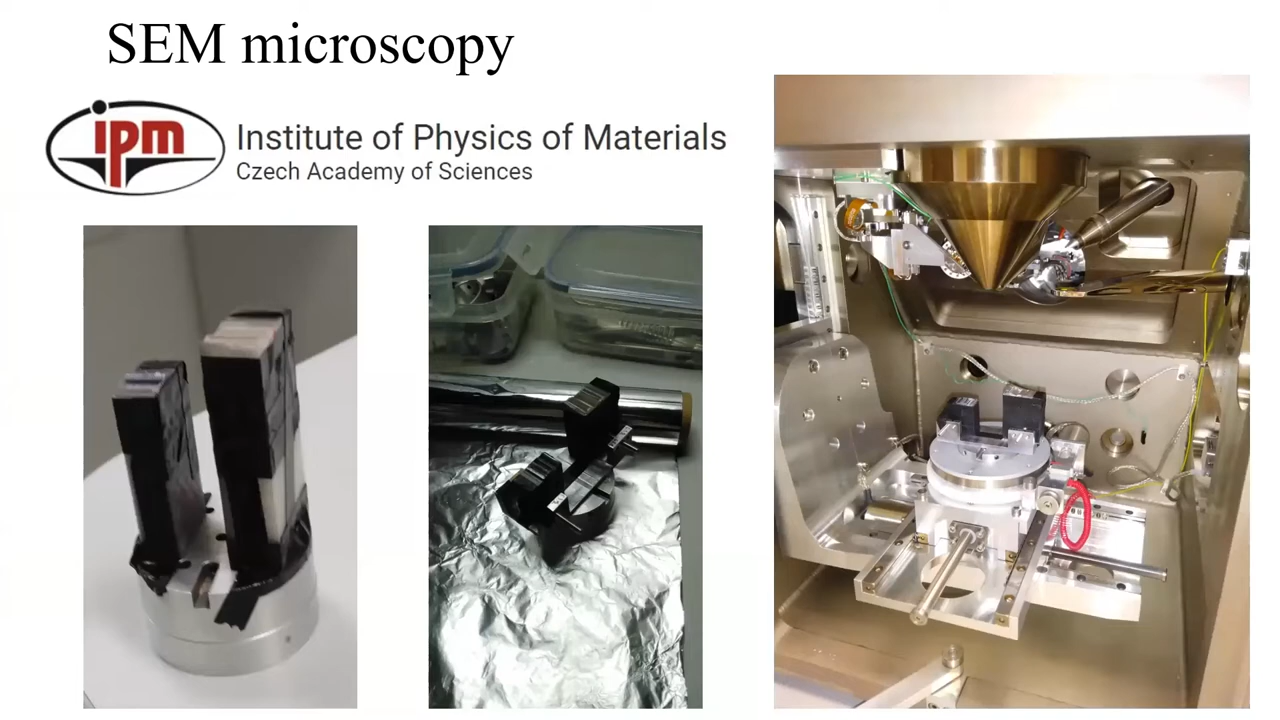 SEM microscopy
ipm
Institute of Physics of Materials
Czech Academy of Sciences